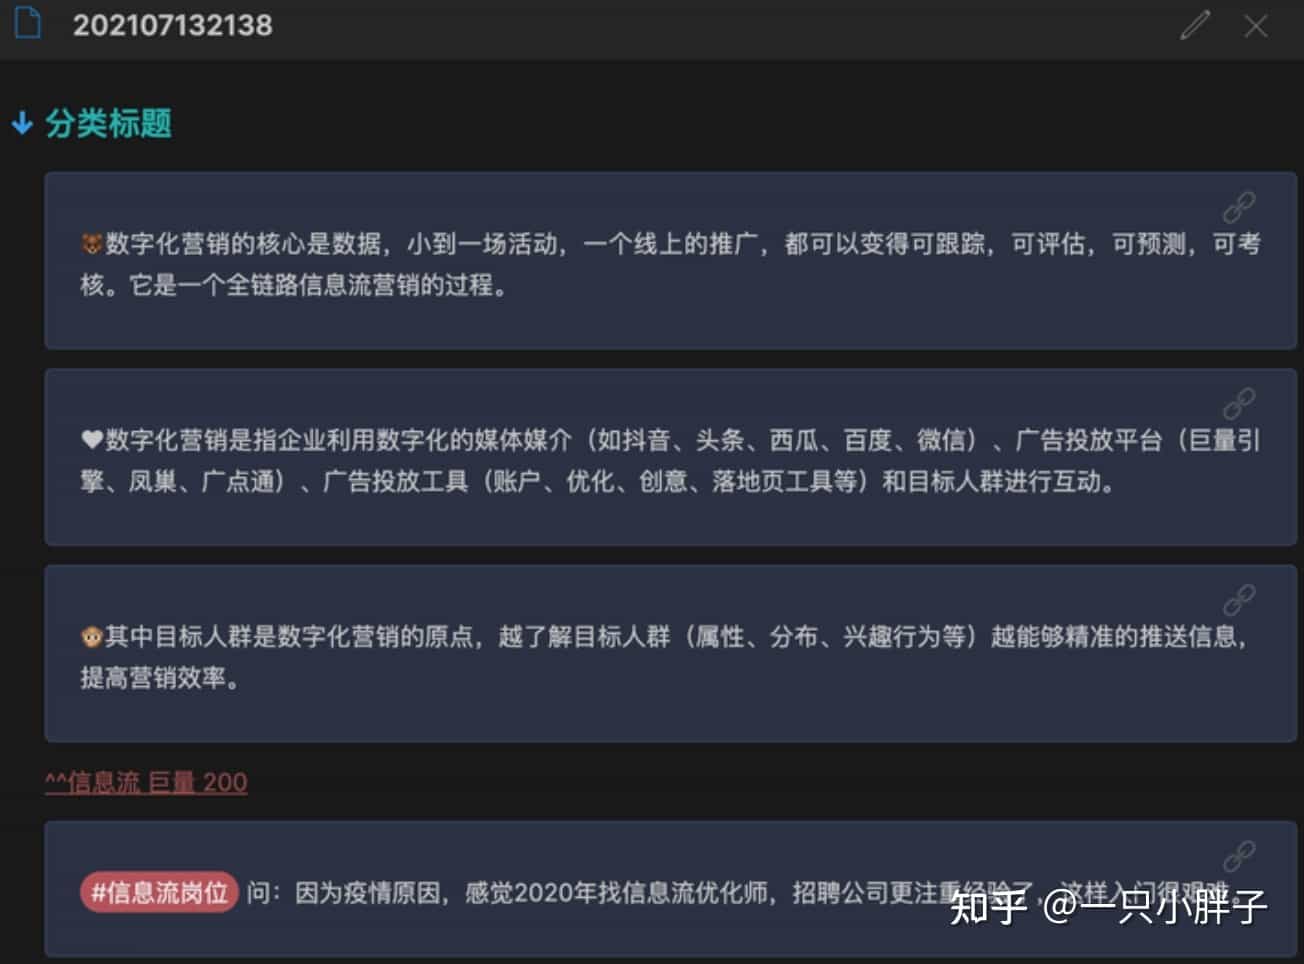 202107132138
分类标题
🐻数字化营销的核心是数据，小到一场活动，一个线上的推广，都可以变得可跟踪，可评估，可预测，可考
核。它是一个全链路信息流营销的过程。
♥数字化营销是指企业利用数字化的媒体媒介（如抖音、头条、西瓜、百度、微信）、广告投放平台（巨量引
擎、凤巢、广点通）、广告投放工具（账户、优化、创意、落地页工具等）和目标人群进行互动。
🐵其中目标人群是数字化营销的原点，越了解目标人群（属性、分布、兴趣行为等）越能够精准的推送信息，
提高营销效率。
^^信息流 巨量 200
#信息流岗位 问：因为疫情原因，感觉2020年找信息流优化师，招聘公司更注重经验了，这样入门很艰难。
知乎 @一只小胖子